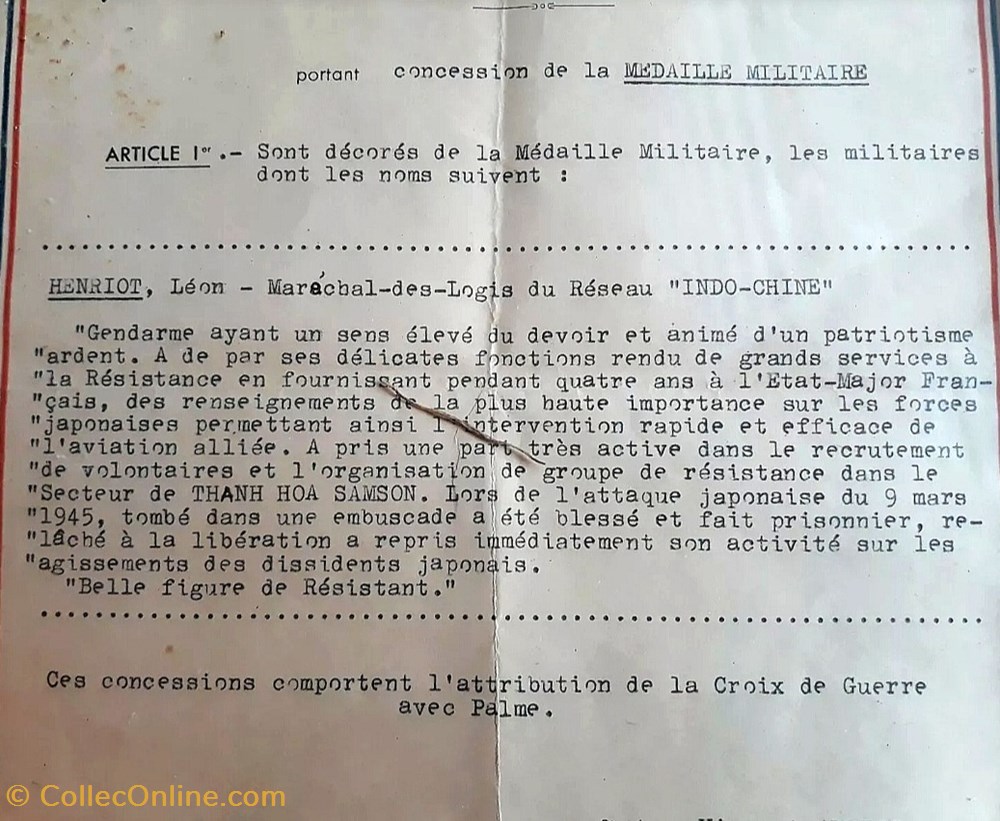 portant concession de la MEDAILLE MILITAIRE
ARTICLE Ier .- Sont décorés de la Médaille Militaire, les militaires
dont les noms suivent :
HENRIOT, Léon - Maréchal-des-Logis du Réseau "INDO-CHINE"
"Gendarme ayant un sens élevé du devoir et animé d'un patriotisme
"ardent. A de par ses délicates fonctions rendu de grands services à
"la Résistance en fournissant pendant quatre ans à l'Etat-Major Fran-
"çais, des renseignements de la plus haute importance sur les forces
"japonaises permettant ainsi l'intervention rapide et efficace de
"l'aviation alliée. A pris une part très active dans le recrutement
"de volontaires et l'organisation de groupe de résistance dans le
"Secteur de THANH HOA SAMSON. Lors de l'attaque japonaise du 9 mars
"1945, tombé dans une embuscade a été blessé et fait prisonnier, re-
"lâché à la libération a repris immédiatement son activité sur les
"agissements des dissidents japonais.
"Belle figure de Résistant."
Ces concessions comportent l'attribution de la Croix de Guerre
avec Palme.
© CollecOnline.com